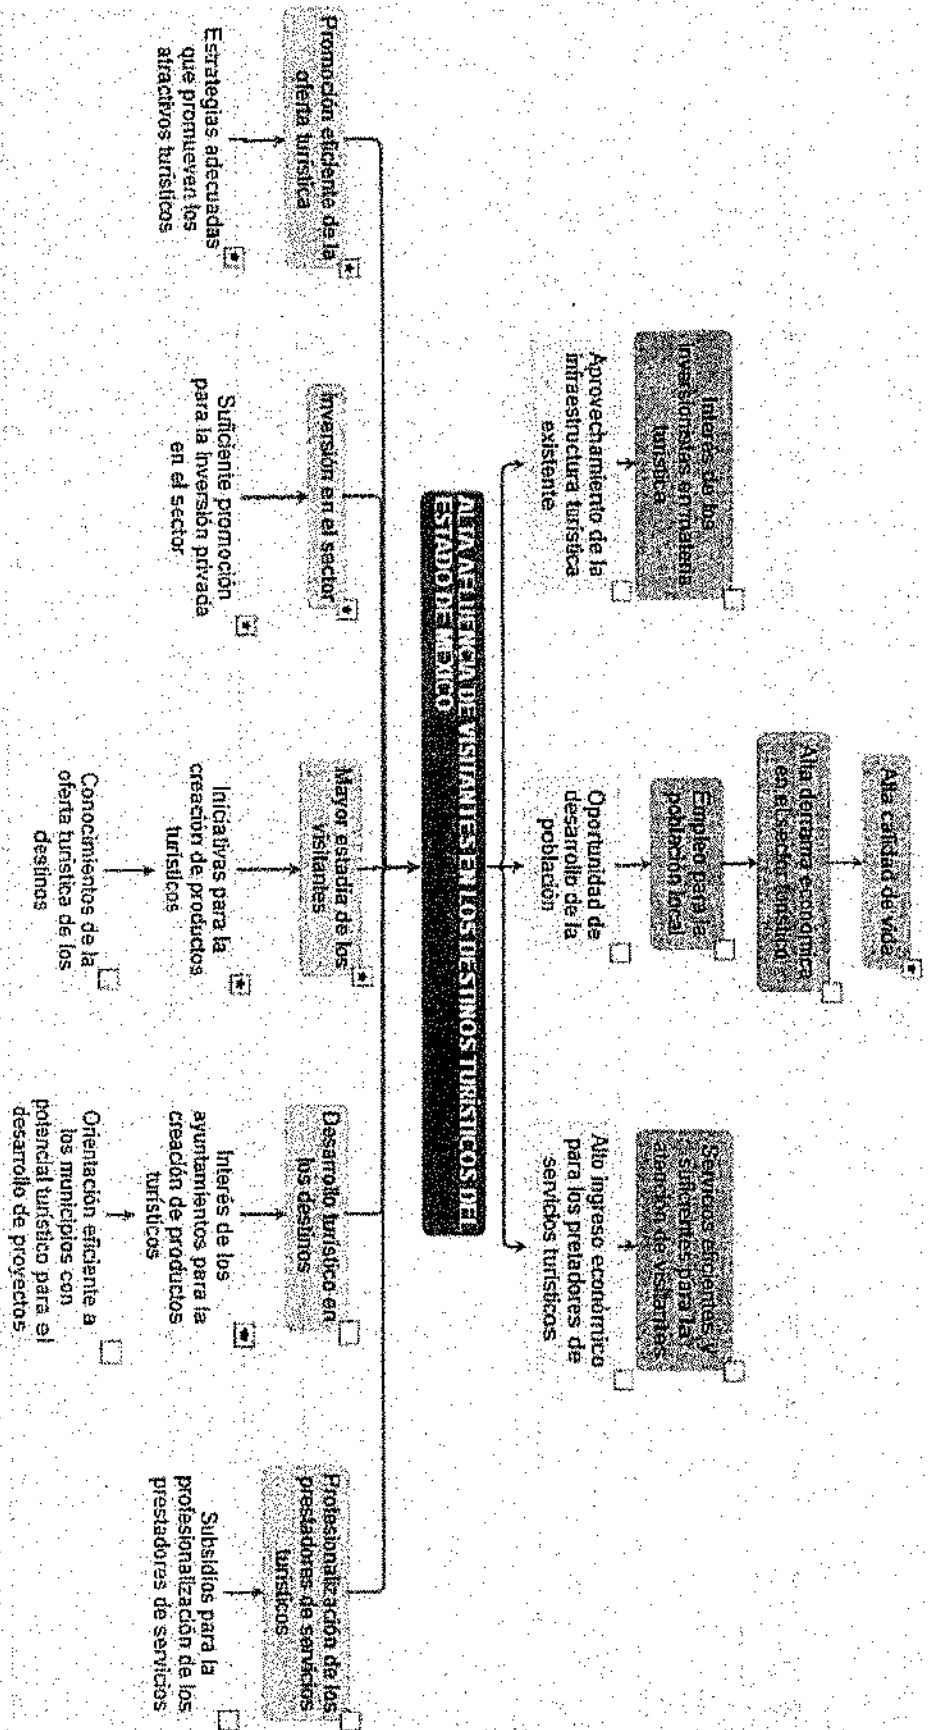 Alta calidad de vida
Alta derrama económica
en el sector turístico
Interés de los
inversionistas en materia
turística
Empleo para la
población local
Servicios eficientes y
suficientes para la
atención de visitantes
Aprovechamiento de la
infraestructura turística
existente
Oportunidad de
desarrollo de la
población
Alto ingreso económico
para los pretadores de
servicios turísticos
ALTA AFLUENCIA DE VISITANTES E LOS DESTINOS TURÍSTICOS DEL
ESTADO DE MÉXICO
Promoción eficiente de la
oferta turística
Inversión en el sector
Mayor estadía de los
visitantes
Desarrollo turístico en
los destinos
Profesionalización de los
prestadores de servicios
turísticos
Estrategias adecuadas
que promueven los
atractivos turísticos
Suficiente promoción
para la inversión privada
en el sector
Iniciativas para la
creación de productos
turísticos
Interés de los
ayuntamientos para la
creación de productos
turísticos
Subsidios para la
profesionalización de los
prestadores de servicios
Conocimientos de la
oferta turística de los
destinos
Orientación eficiente a
los municipios con
potencial turístico para el
desarrollo de proyectos